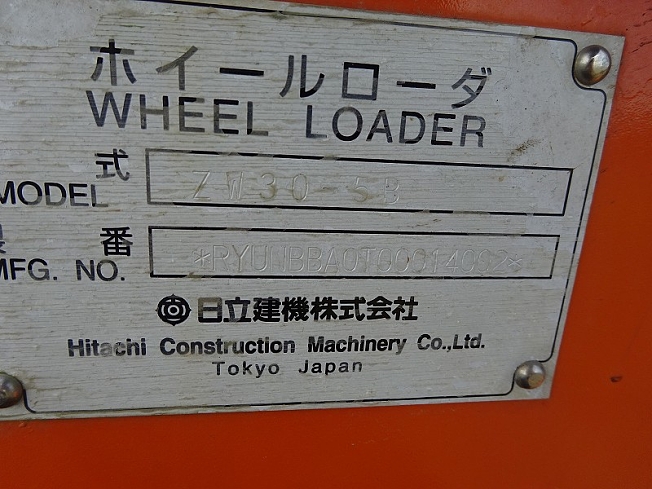 ホイールローダ
WHEEL LOADER
式
MODEL ZW30-5B
番
MFG. NO.
日立建機株式会社
Hitachi Construction Machinery Co.,Ltd.
Tokyo Japan